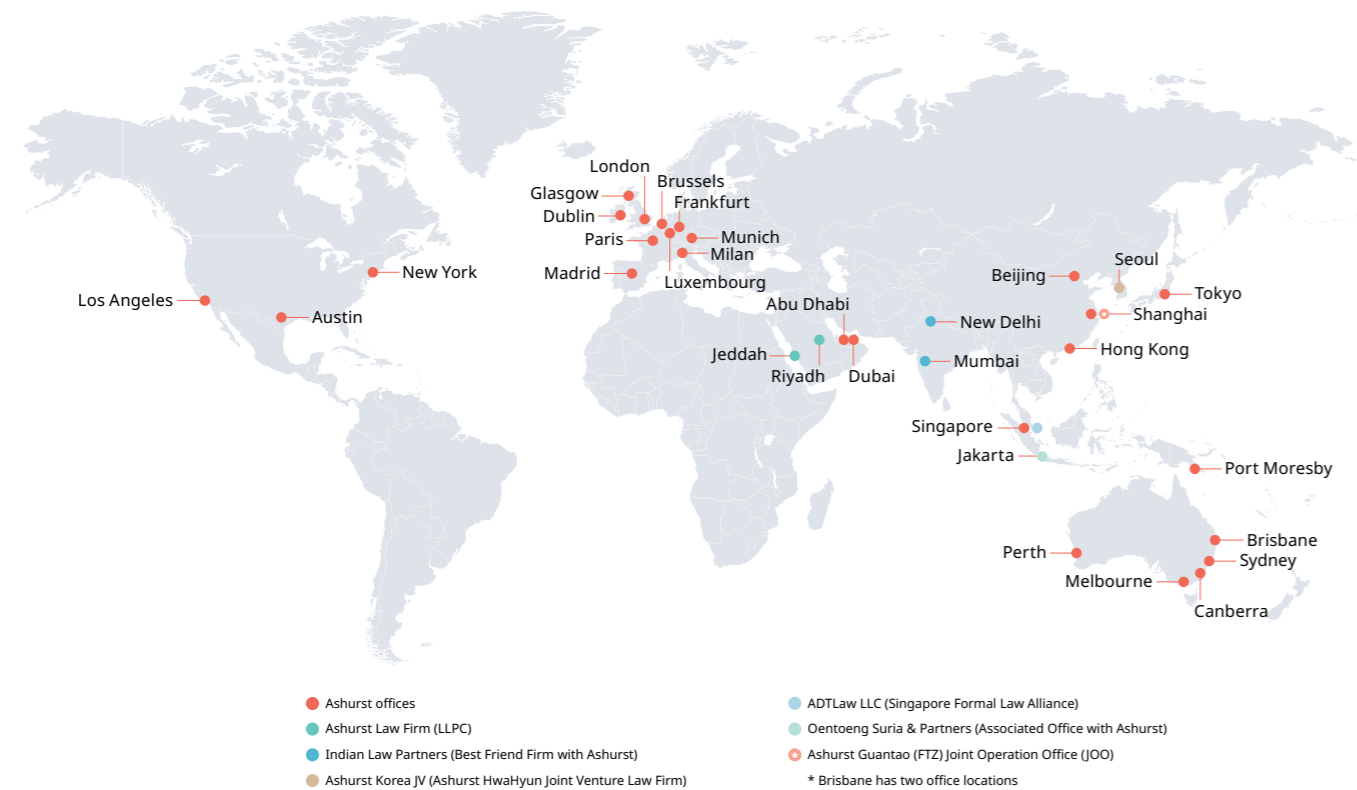 London
Brussels
Glasgow
Frankfurt
Dublin
Paris
Munich
Milan
Madrid
Luxembourg
New York
Los Angeles
Austin
Abu Dhabi
Jeddah
Riyadh
Dubai
Seoul
Beijing
Tokyo
Shanghai
New Delhi
Hong Kong
Mumbai
Singapore
Jakarta
Port Moresby
Perth
Brisbane
Sydney
Melbourne
Canberra
Ashurst offices
Ashurst Law Firm (LLPC)
Indian Law Partners (Best Friend Firm with Ashurst)
Ashurst Korea JV (Ashurst HwaHyun Joint Venture Law Firm)
ADTLaw LLC (Singapore Formal Law Alliance)
Oentoeng Suria & Partners (Associated Office with Ashurst)
Ashurst Guantao (FTZ) Joint Operation Office (JOO)
* Brisbane has two office locations